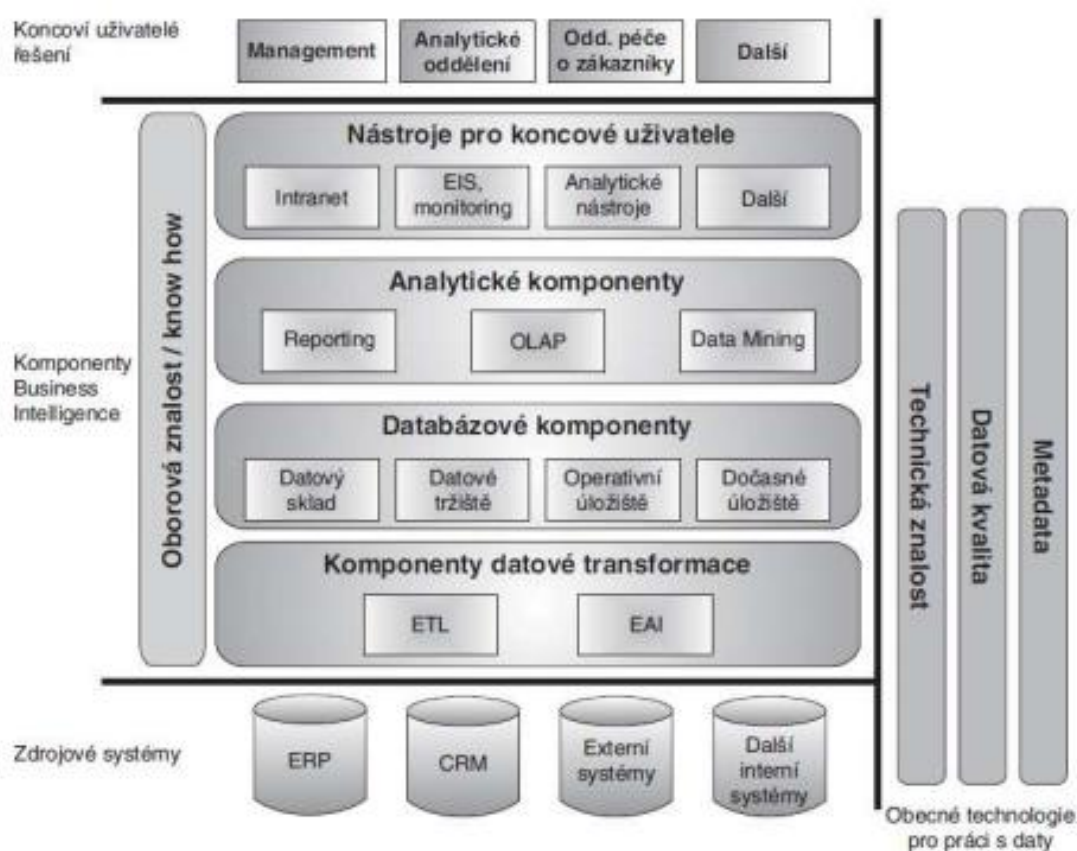 Koncoví uživatelé
řešení
Management
Analytické
oddělení
Odd. péče
o zákazníky
Další
Nástroje pro koncové uživatele
Intranet
EIS,
monitoring
Analytické
nástroje
Další
Komponenty
Business
Intelligence
Oborová znalost / know how
Analytické komponenty
Reporting
OLAP
Data Mining
Databázové komponenty
Datový
sklad
Datové
tržiště
Operativní
úložiště
Dočasné
úložiště
Komponenty datové transformace
ETL
EAI
Technická znalost
Datová kvalita
Metadata
Zdrojové systémy
ERP
CRM
Externí
systémy
Další
interní
systémy
Obecné technologie
pro práci s daty